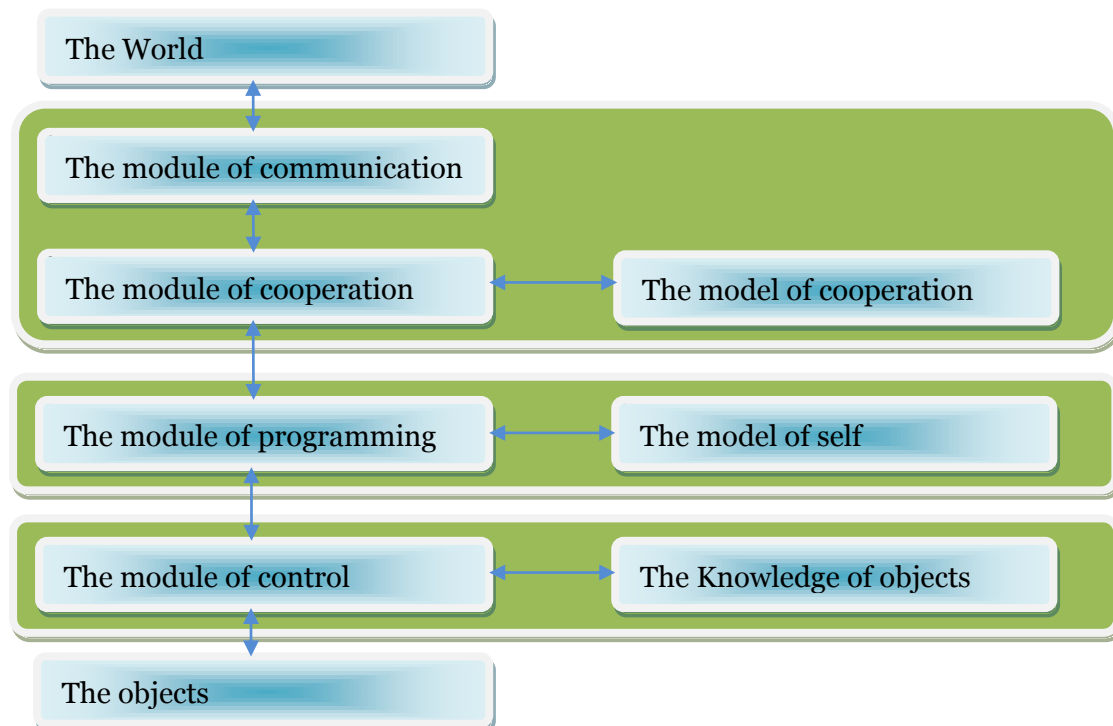 The World
The module of communication
The module of cooperation
The model of cooperation
The module of programming
The model of self
The module of control
The Knowledge of objects
The objects